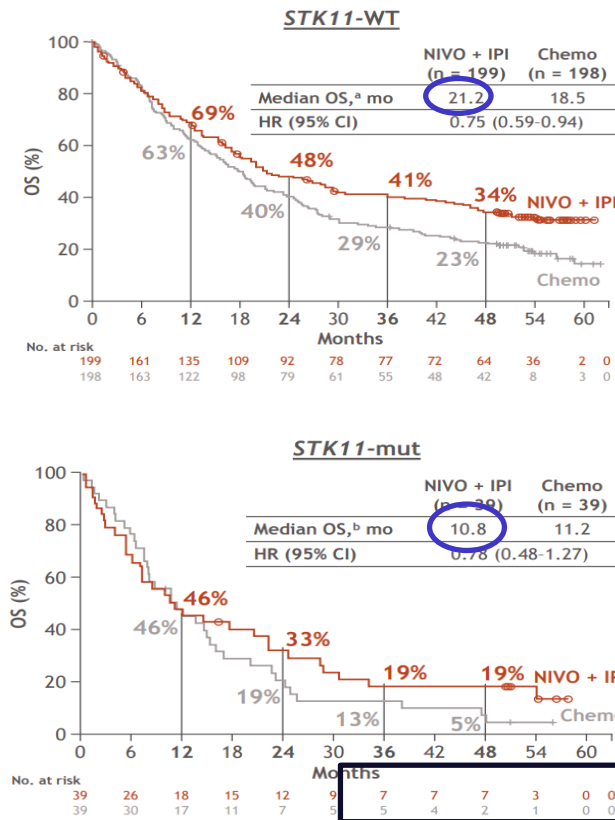 STK11-WT
NIVO + IPI Chemo
(n = 199) (n = 198)
Median OS,ᵃ mo 21.2 18.5
HR (95% CI) 0.75 (0.59-0.94)
OS (%)
100
80
60
40
20
0
69%
63%
48%
40%
41%
29%
34%
23%
NIVO + IPI
Chemo
0 6 12 18 24 30 36 42 48 54 60
Months
No. at risk
199 161 135 109 92 78 77 72 64 36 2 0
198 163 122 98 79 61 55 48 42 8 3 0
STK11-mut
NIVO + IPI Chemo
(n = 39) (n = 39)
Median OS,ᵇ mo 10.8 11.2
HR (95% CI) 0.78 (0.48-1.27)
OS (%)
100
80
60
40
20
0
46%
46%
33%
19%
19%
13%
19%
5%
NIVO + IP
Chemo
0 6 12 18 24 30 36 42 48 54 60
Months
No. at risk
39 26 18 15 12 9 7 7 7 3 0 0
39 30 17 11 7 5 5 4 2 1 0 0